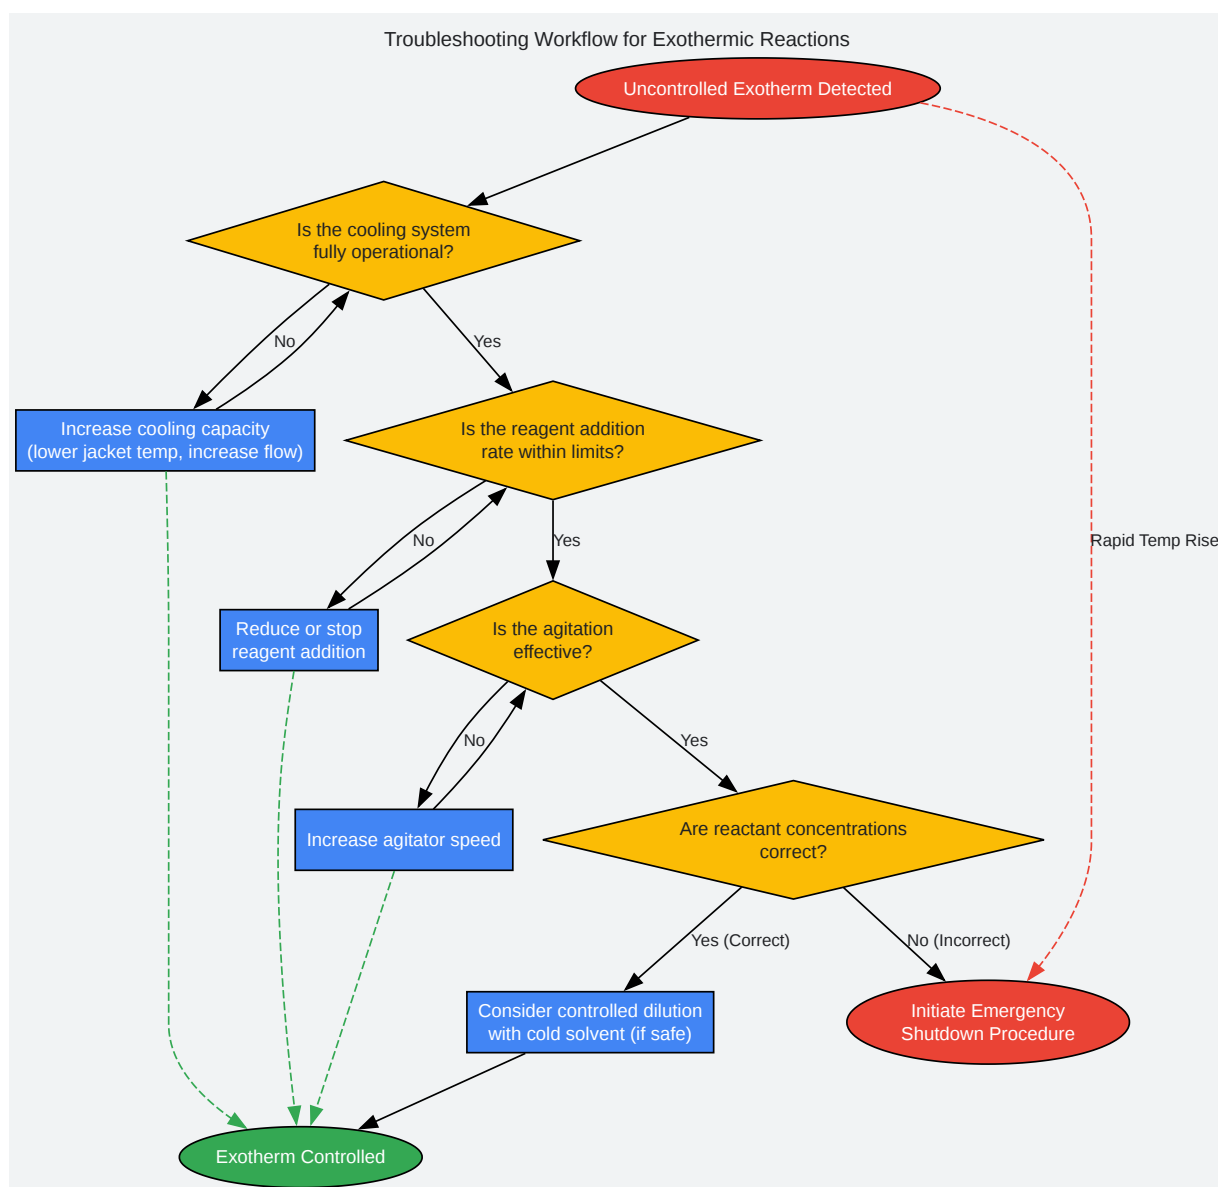 Troubleshooting Workflow for Exothermic Reactions
Uncontrolled Exotherm Detected
Is the cooling system
fully operational?
No
Yes
Increase cooling capacity
(lower jacket temp, increase flow)
Is the reagent addition
rate within limits?
No
Yes
Rapid Temp Rise
Reduce or stop
reagent addition
Is the agitation
effective?
No
Yes
Increase agitator speed
Are reactant concentrations
correct?
Yes (Correct)
No (Incorrect)
Consider controlled dilution
with cold solvent (if safe)
Initiate Emergency
Shutdown Procedure
Exotherm Controlled